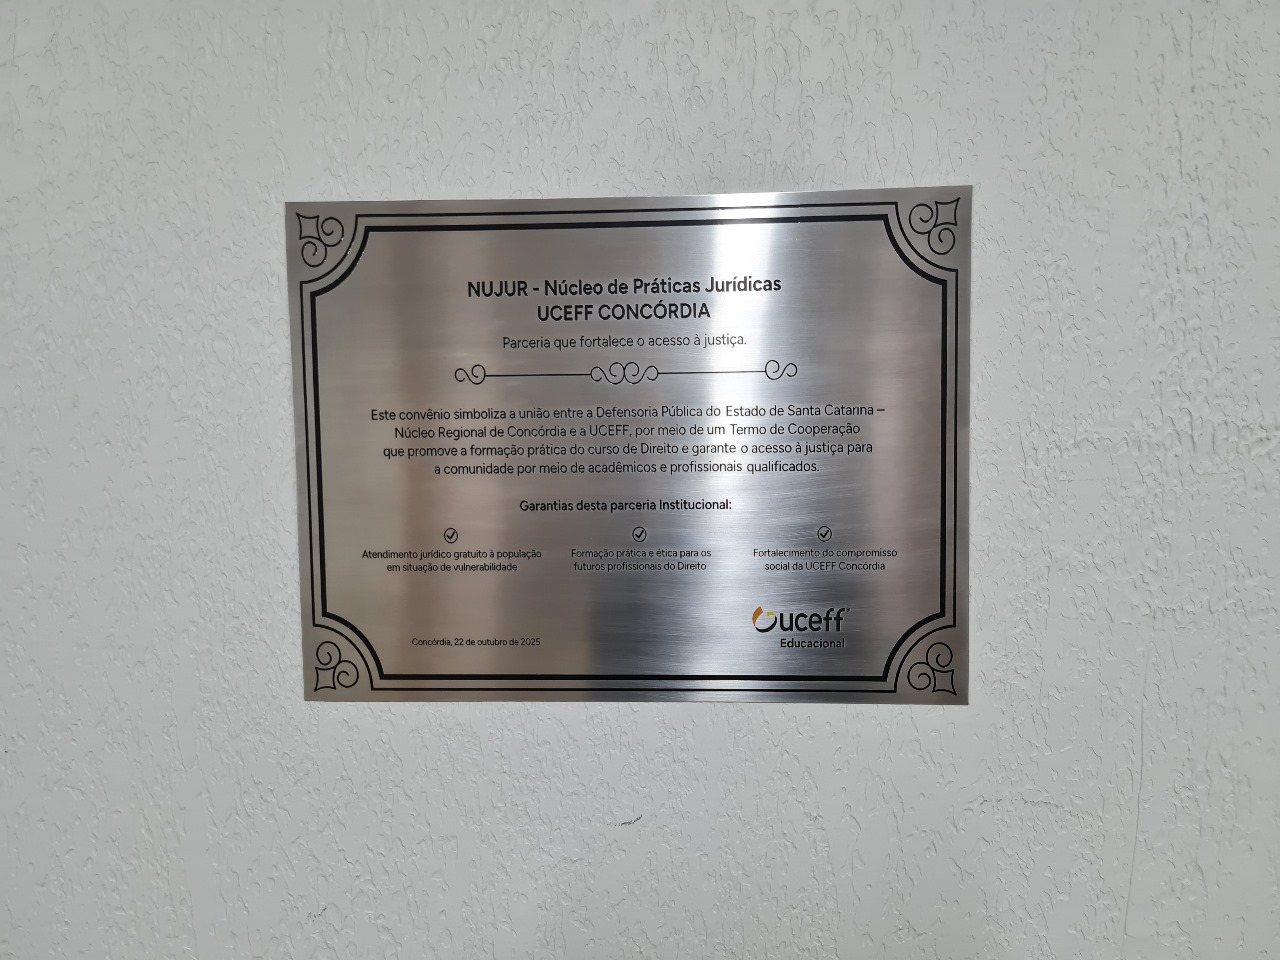 NUJUR - Núcleo de Práticas Jurídicas
UCEFF CONCÓRDIA
Parceria que fortalece o acesso à justiça.
Este convênio simboliza a união entre a Defensoria Pública do Estado de Santa Catarina –
Núcleo Regional de Concórdia e a UCEFF, por meio de um Termo de Cooperação
que promove a formação prática do curso de Direito e garante o acesso à justiça para
a comunidade por meio de acadêmicos e profissionais qualificados.
Garantias desta parceria Institucional:
Atendimento jurídico gratuito à população
em situação de vulnerabilidade
Formação prática e ética para os
futuros profissionais do Direito
Fortalecimento do compromisso
social da UCEFF Concórdia
Concórdia, 22 de outubro de 2025
uceff
Educacional